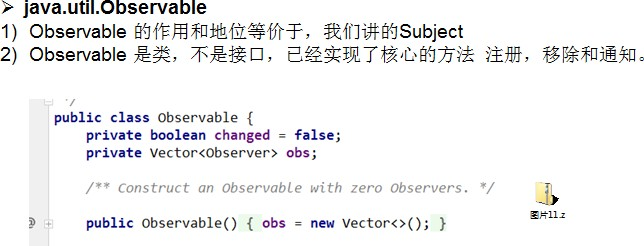 ➢ java.util.Observable
1) Observable 的作用和地位等价于，我们讲的Subject
2) Observable 是类，不是接口，已经实现了核心的方法 注册，移除和通知。
*/
public class Observable {
private boolean changed = false;
private Vector<Observer> obs;
/** Construct an Observable with zero Observers. */
图片11.z
@ public Observable() { obs = new Vector<>(); }